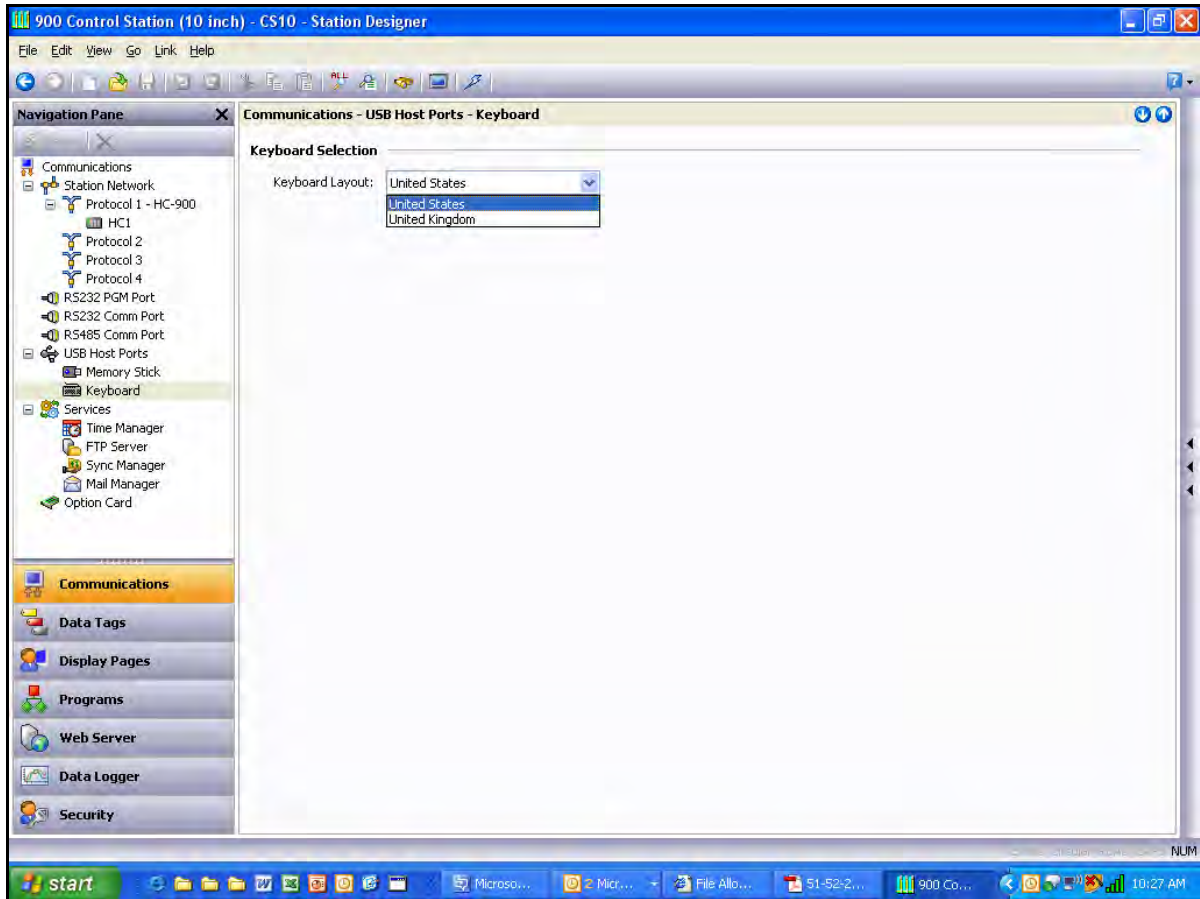 900 Control Station (10 inch) - CS10 - Station Designer
File Edit View Go Link Help
ALL
Navigation Pane
Communications - USB Host Ports - Keyboard
Keyboard Selection
Keyboard Layout: United States
United States
United Kingdom
Communications
Station Network
Protocol 1 - HC-900
HC1
Protocol 2
Protocol 3
Protocol 4
RS232 PGM Port
RS232 Comm Port
RS485 Comm Port
USB Host Ports
Memory Stick
Keyboard
Services
Time Manager
FTP Server
Sync Manager
Mail Manager
Option Card
Communications
Data Tags
Display Pages
Programs
Web Server
Data Logger
Security
NUM
start
Microso...
2 Micr...
File Allo...
51-52-2...
900 Co...
10:27 AM